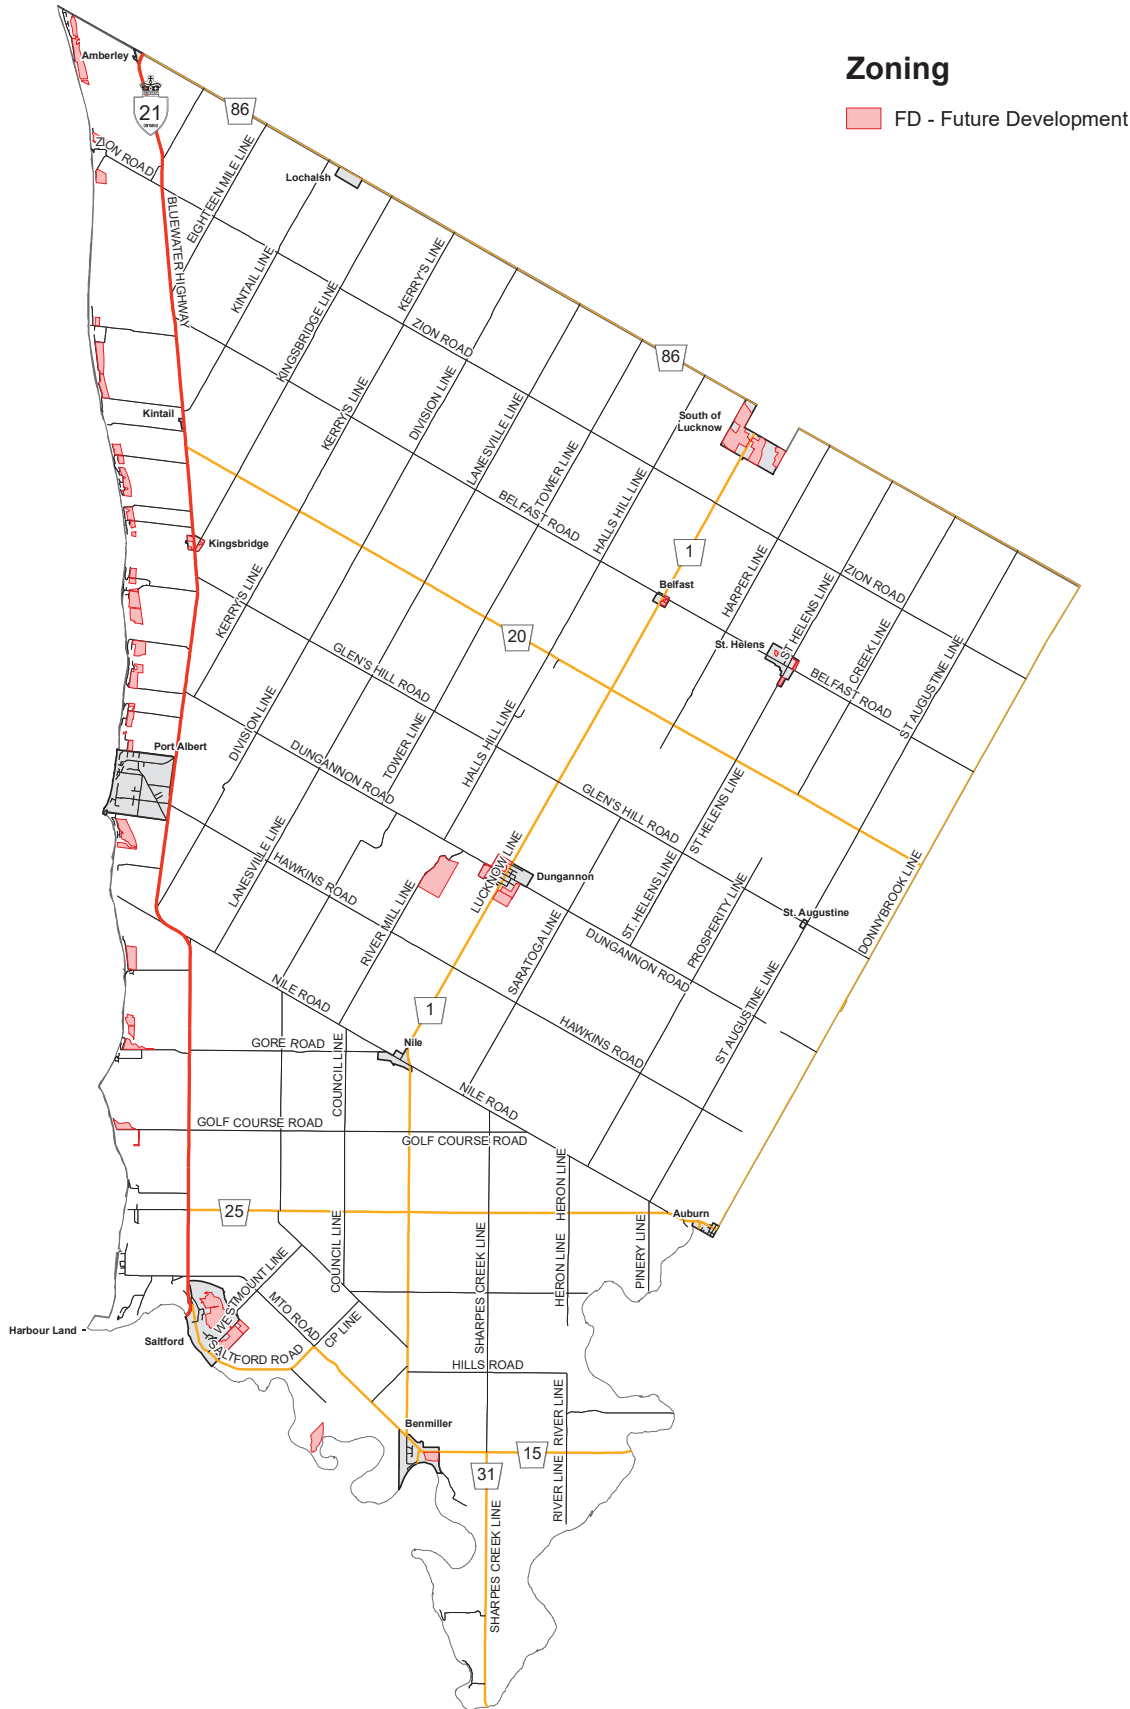 Zoning
FD - Future Development
Amberley
21
ONTARIO
86
ZION ROAD
EIGHTEEN MILE LINE
Lochalsh
BLUEWATER HIGHWAY
KINTAIL LINE
KINGSBRIDGE LINE
KERRY'S LINE
ZION ROAD
86
KERRY'S LINE
DIVISION LINE
LANESVILLE LINE
Kintail
South of
Lucknow
TOWER LINE
HALLS HILL LINE
BELFAST ROAD
Kingsbridge
1
HARPER LINE
ZION ROAD
Belfast
KERRY'S LINE
ST HELENS LINE
CREEK LINE
20
St. Helens
ST AUGUSTINE LINE
GLEN'S HILL ROAD
BELFAST ROAD
DIVISION LINE
TOWER LINE
HALLS HILL LINE
Port Albert
DUNGANNON ROAD
GLEN'S HILL ROAD
ST HELENS LINE
LANESVILLE LINE
HAWKINS ROAD
LUCKNOW LINE
Dungannon
ST. HELENS LINE
PROSPERITY LINE
St. Augustine
DONNYBROOK LINE
RIVER MILL LINE
SARATOGA LINE
DUNGANNON ROAD
NILE ROAD
1
ST AUGUSTINE LINE
HAWKINS ROAD
GORE ROAD
COUNCIL LINE
Nile
NILE ROAD
GOLF COURSE ROAD
GOLF COURSE ROAD
HERON LINE
25
Auburn
COUNCIL LINE
SHARPES CREEK LINE
HERON LINE
PINERY LINE
WESTMOUNT LINE
MTO ROAD
CP LINE
Harbour Land
Saltford
SALTFORD ROAD
HILLS ROAD
RIVER LINE
Benmiller
15
31
RIVER LINE
SHARPES CREEK LINE